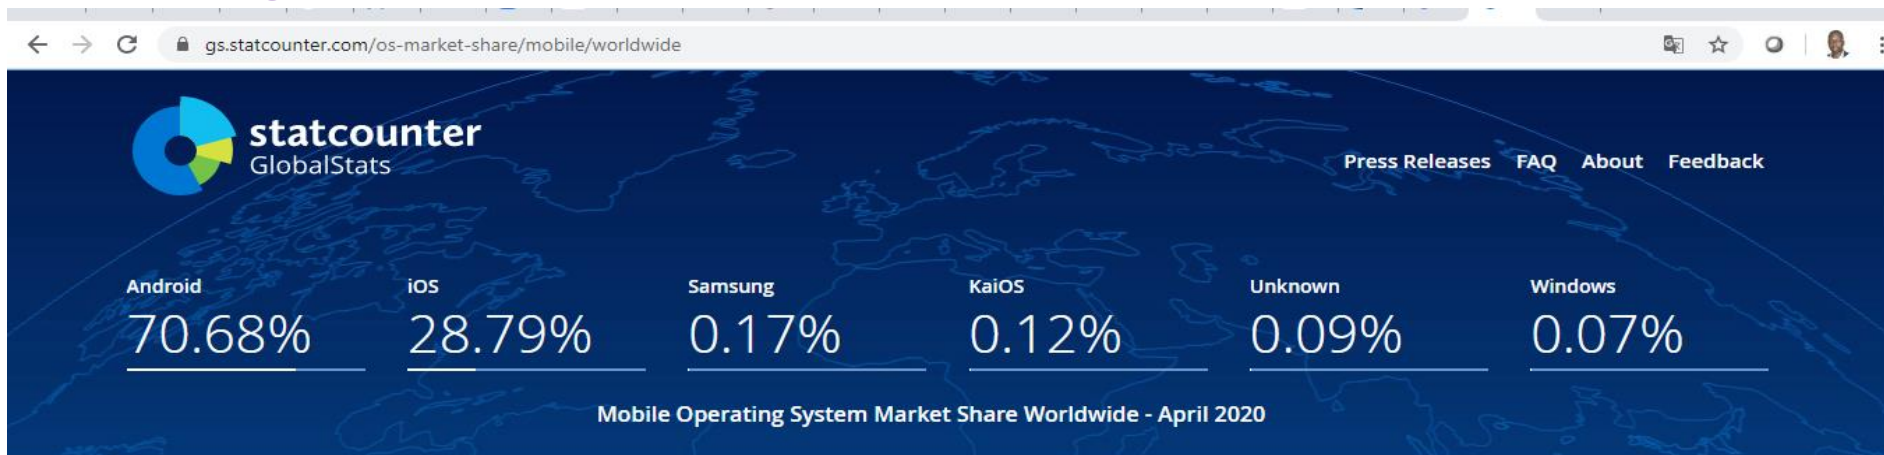 gs.statcounter.com/os-market-share/mobile/worldwide
statcounter
GlobalStats
Press Releases FAQ About Feedback
Android iOS Samsung KaiOS Unknown Windows
70.68% 28.79% 0.17% 0.12% 0.09% 0.07%
Mobile Operating System Market Share Worldwide - April 2020